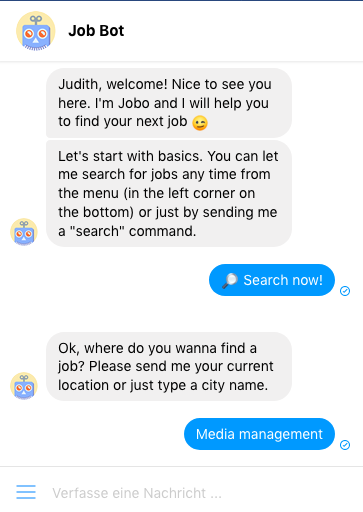 Job Bot
Judith, welcome! Nice to see you
here. I'm Jobo and I will help you
to find your next job 😉
Let's start with basics. You can let
me search for jobs any time from
the menu (in the left corner on
the bottom) or just by sending me
a "search" command.
🔎 Search now!
Ok, where do you wanna find a
job? Please send me your current
location or just type a city name.
Media management
Verfasse eine Nachricht ...